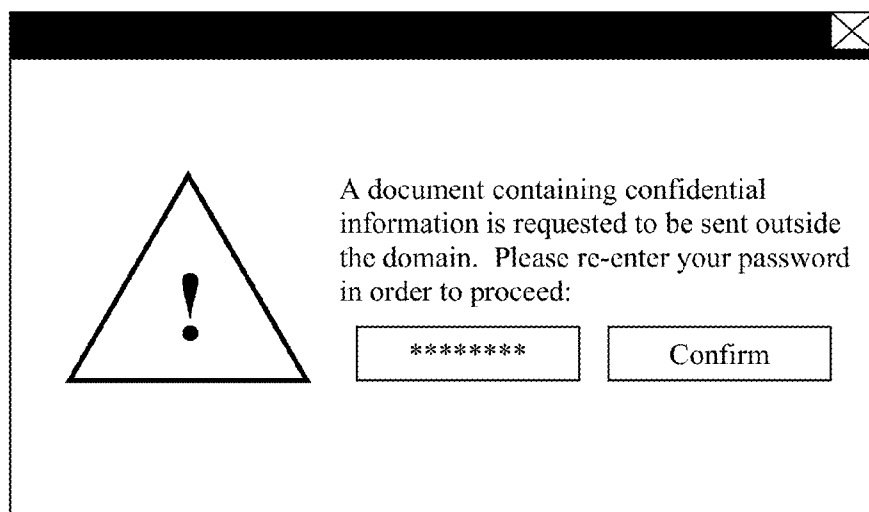 A document containing confidential
information is requested to be sent outside
the domain.  Please re-enter your password
in order to proceed:
******** Confirm
!